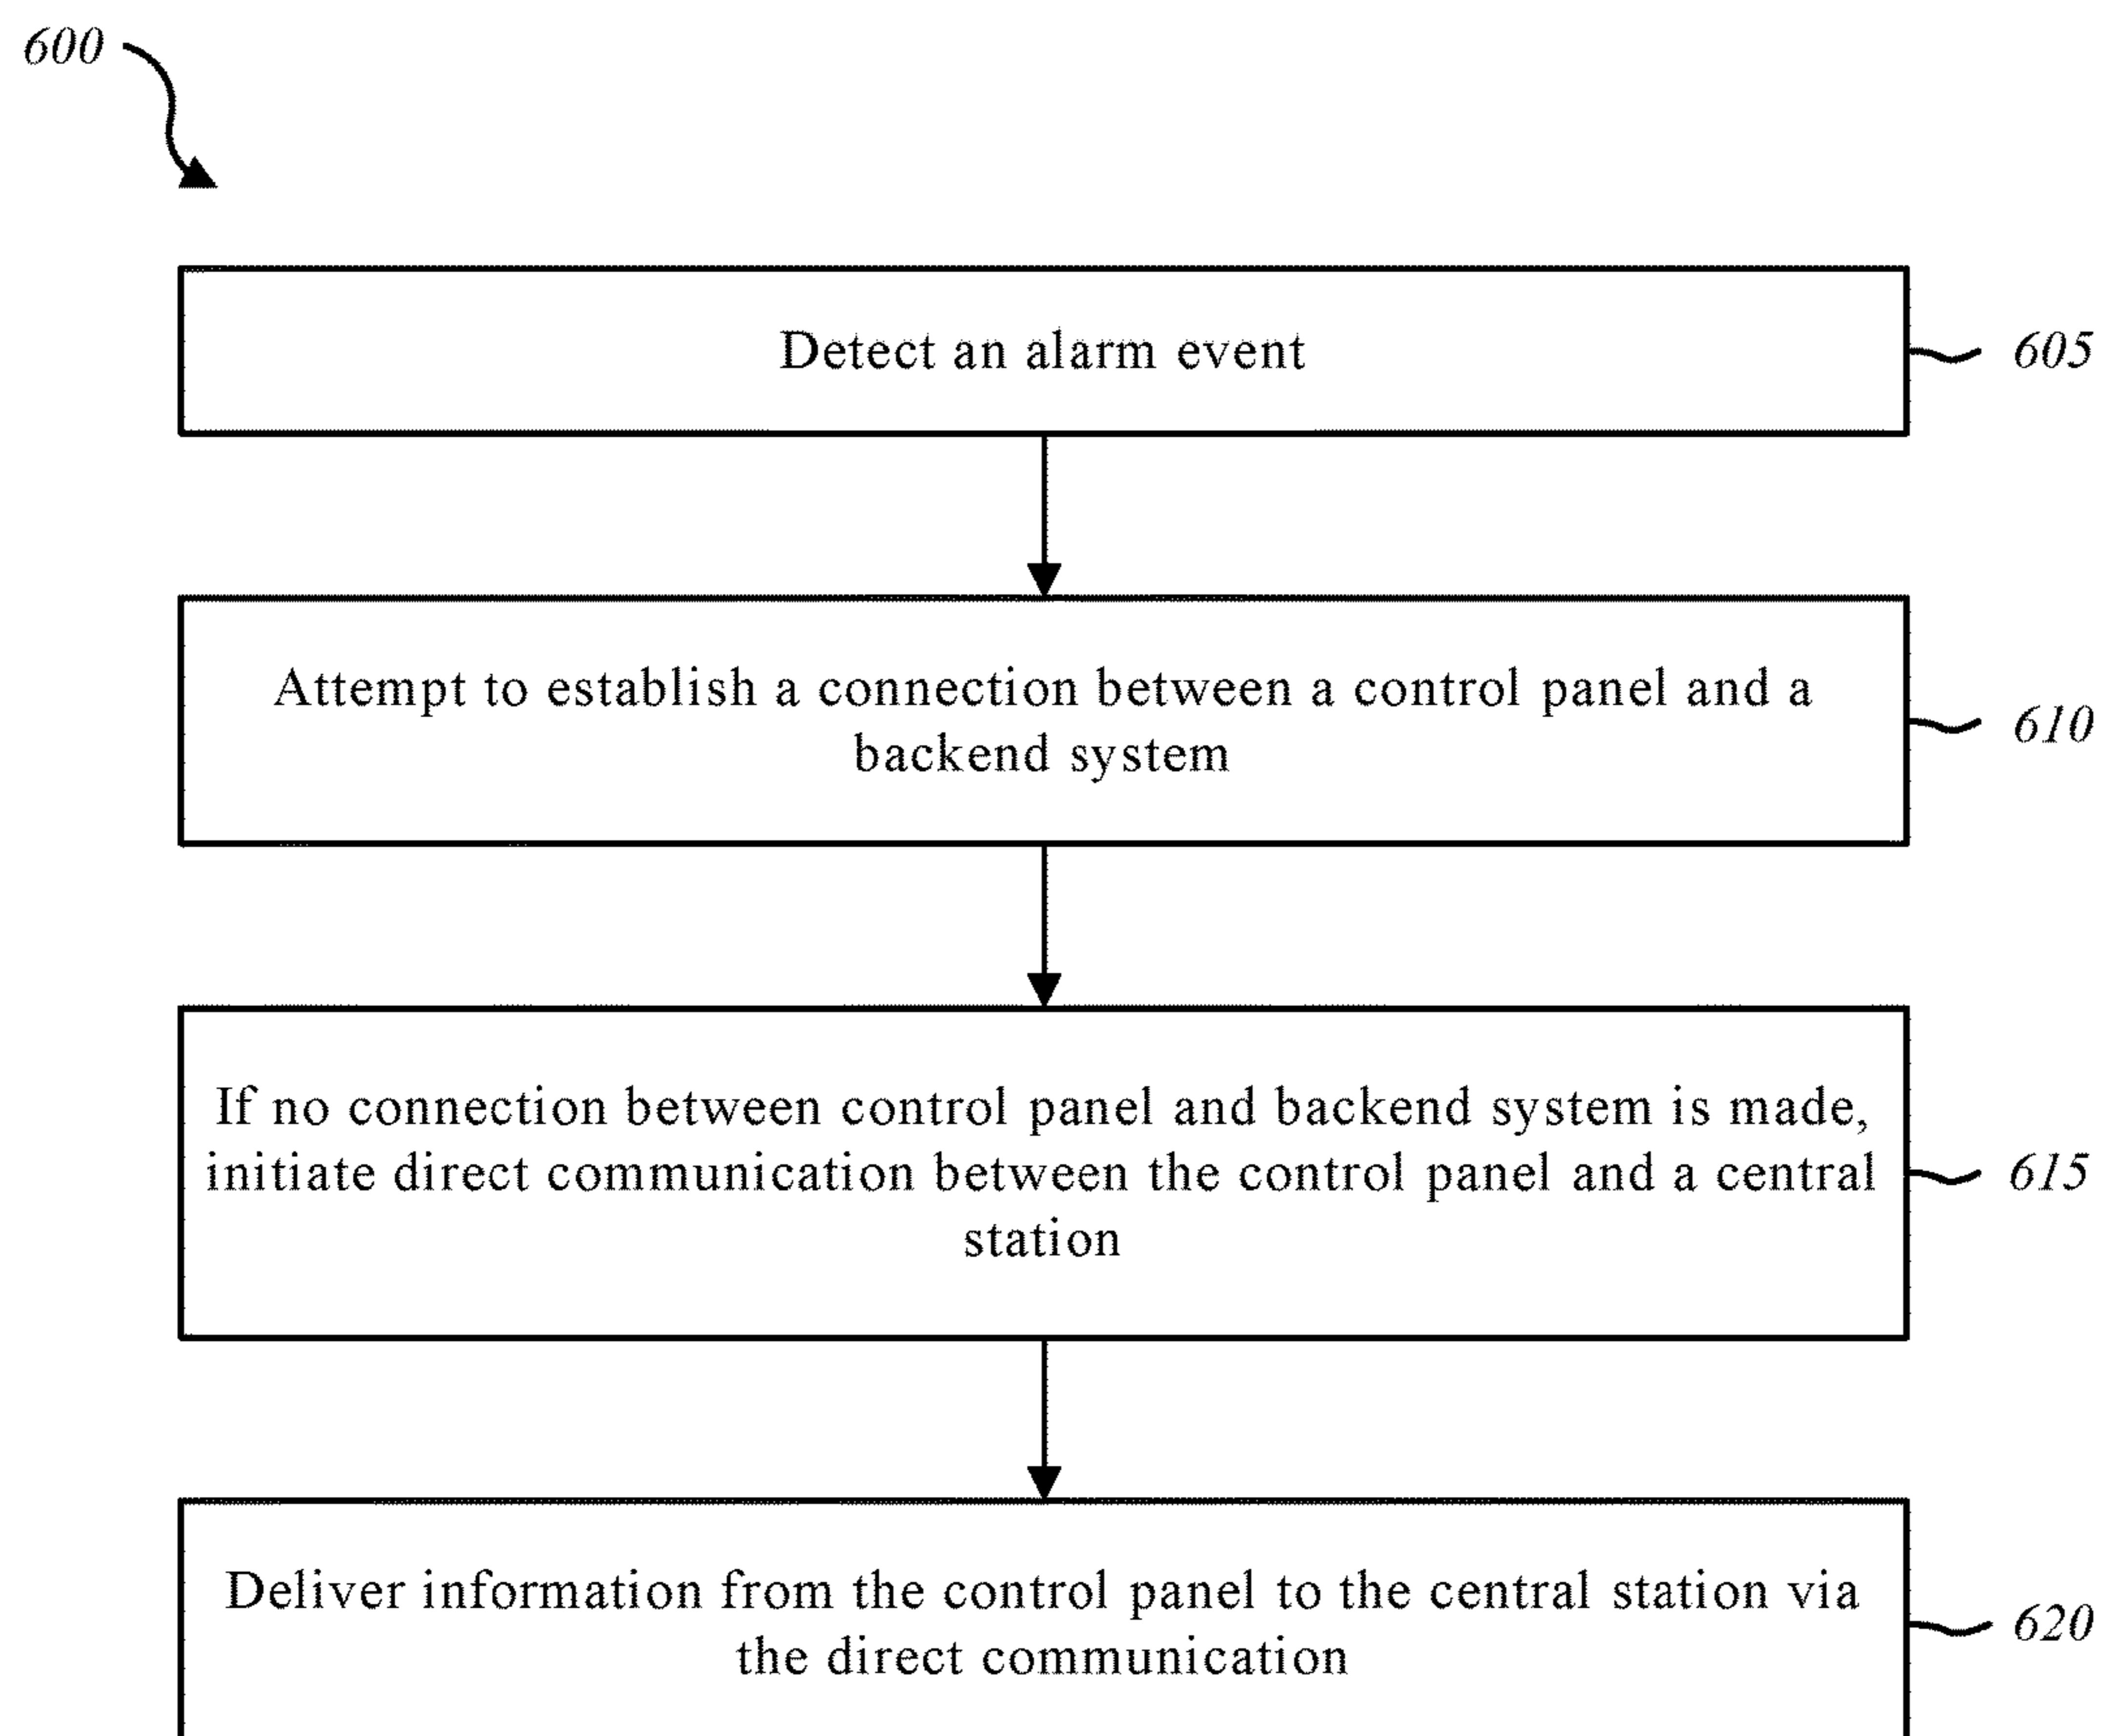 600
Detect an alarm event
605
Attempt to establish a connection between a control panel and a
backend system
610
If no connection between control panel and backend system is made,
initiate direct communication between the control panel and a central
station
615
Deliver information from the control panel to the central station via
the direct communication
620